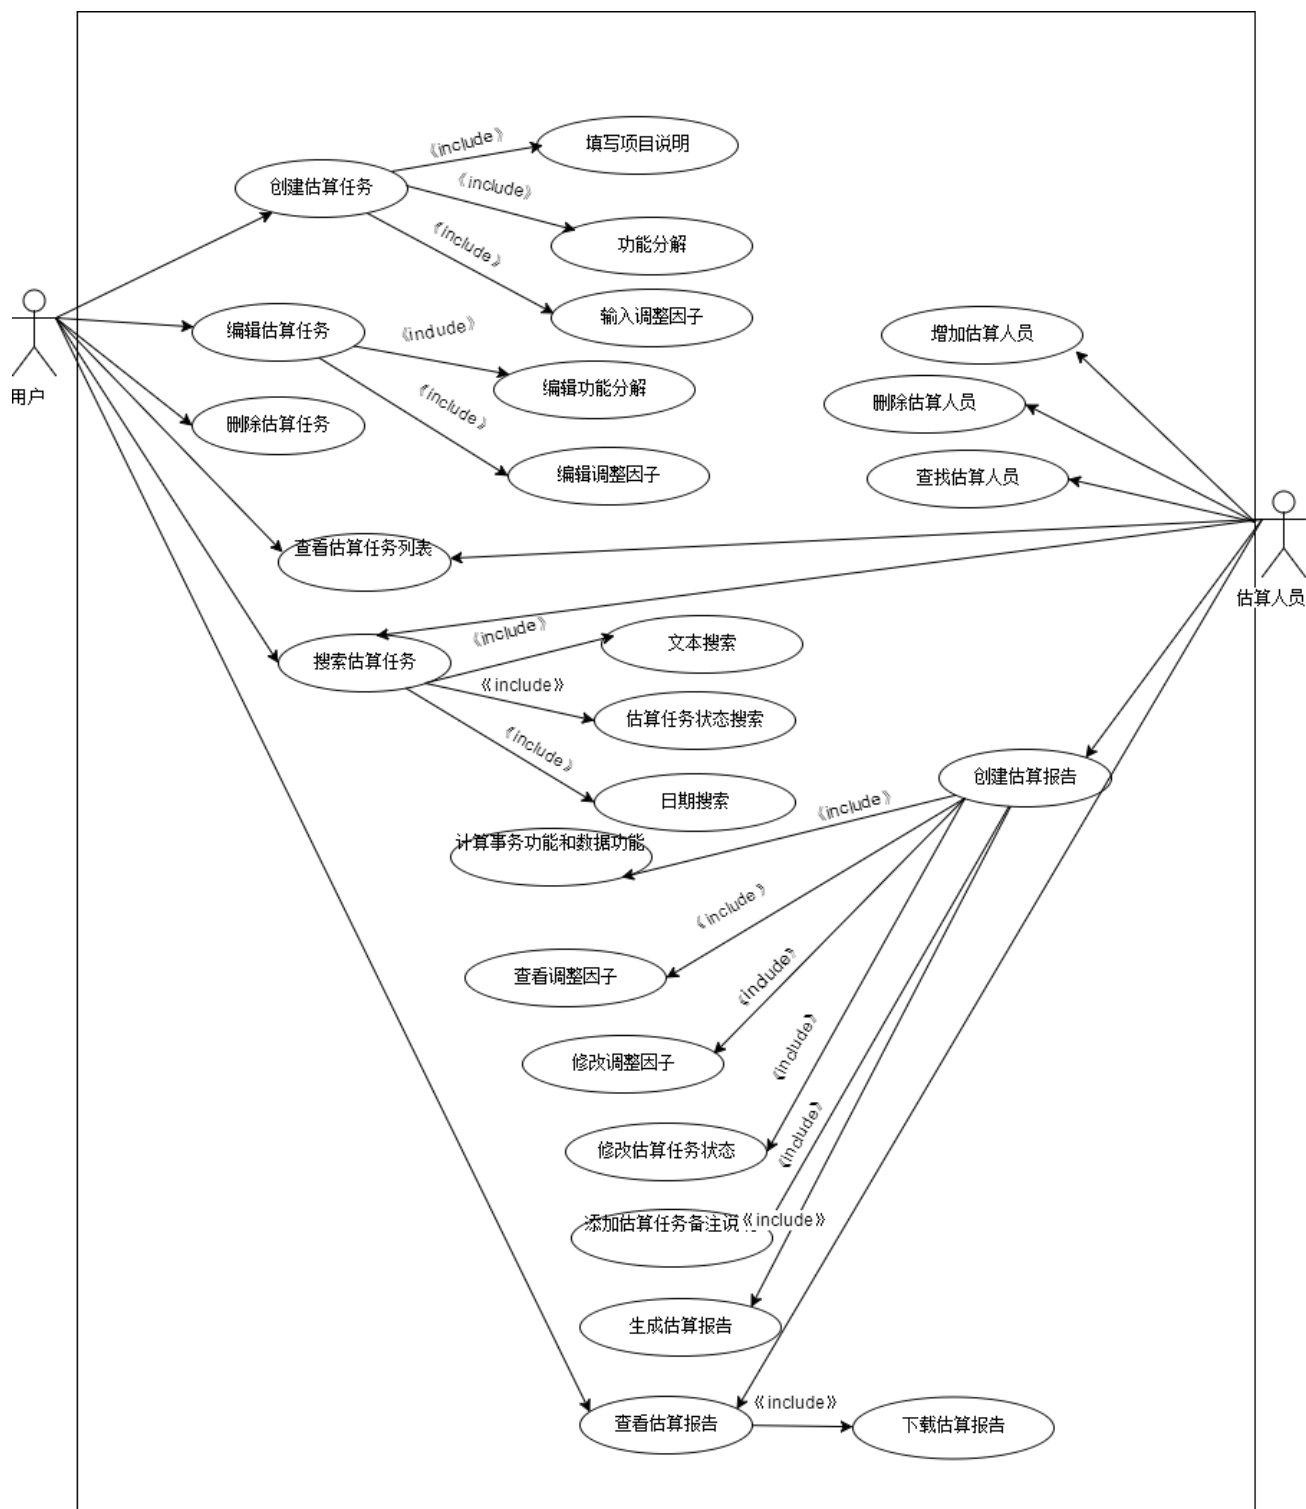 《include》
填写项目说明
创建估算任务
《include》
《include》
功能分解
输入调整因子
用户
编辑估算任务
《include》
编辑功能分解
增加估算人员
删除估算任务
《include》
删除估算人员
编辑调整因子
查找估算人员
查看估算任务列表
估算人员
搜索估算任务
《include》
文本搜索
《include》
估算任务状态搜索
《include》
日期搜索
创建估算报告
《include》
计算事务功能和数据功能
《include》
查看调整因子
《include》
修改调整因子
《include》
修改估算任务状态
《include》
添加估算任务备注说
《include》
生成估算报告
查看估算报告
《include》
下载估算报告